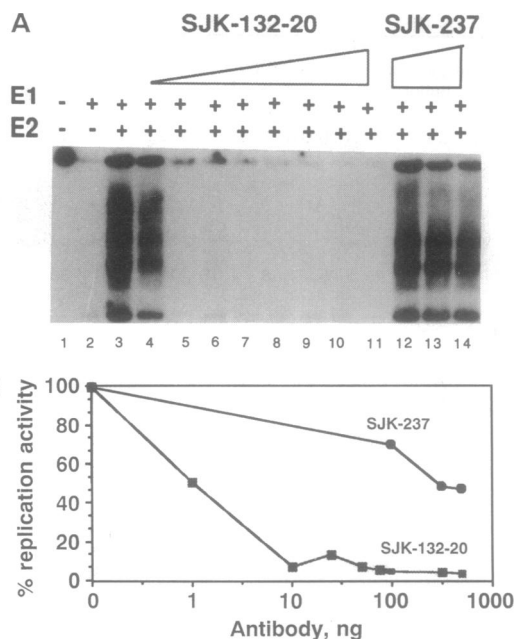 A
SJK-132-20 SJK-237
E1 - + + + + + + + + + + + + +
E2 - - + + + + + + + + + + + +
1 2 3 4 5 6 7 8 9 10 11 12 13 14
% replication activity
100
80
60
40
20
0
SJK-237
SJK-132-20
0 1 10 100 1000
Antibody, ng